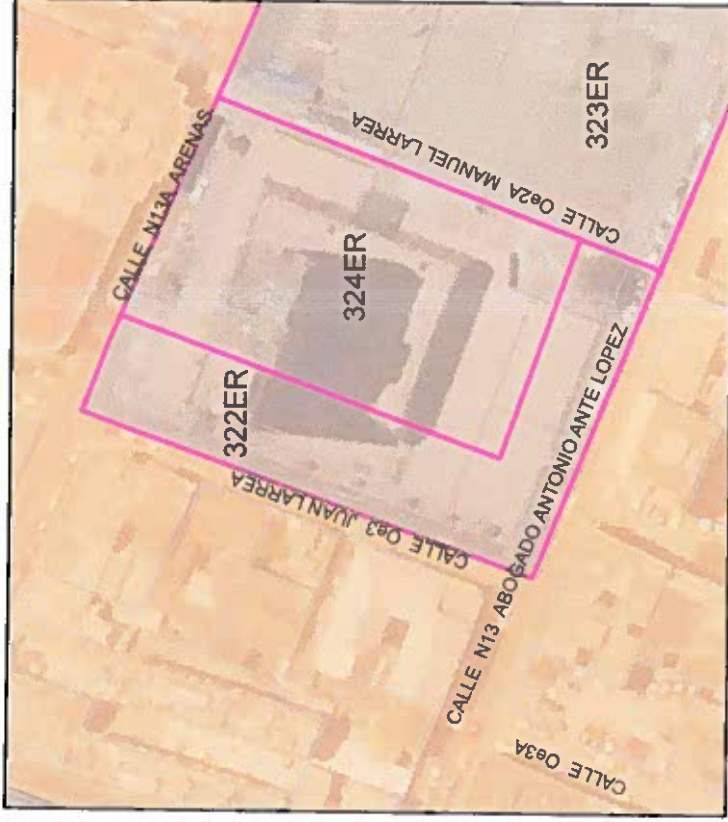 CALLE N13A ARENAS
CALLE Oe2A MANUEL LARREA
323ER
324ER
322ER
CALLE Oe3 JUAN LARREA
CALLE N13 ABOGADO ANTONIO ANTE LOPEZ
CALLE Oe3A